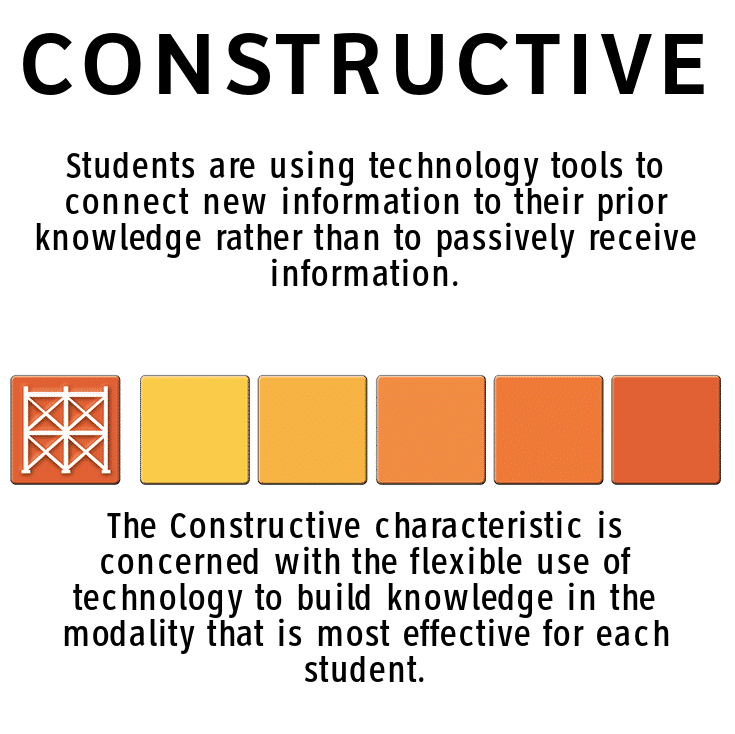 CONSTRUCTIVE
Students are using technology tools to
connect new information to their prior
knowledge rather than to passively receive
information.
The Constructive characteristic is
concerned with the flexible use of
technology to build knowledge in the
modality that is most effective for each
student.